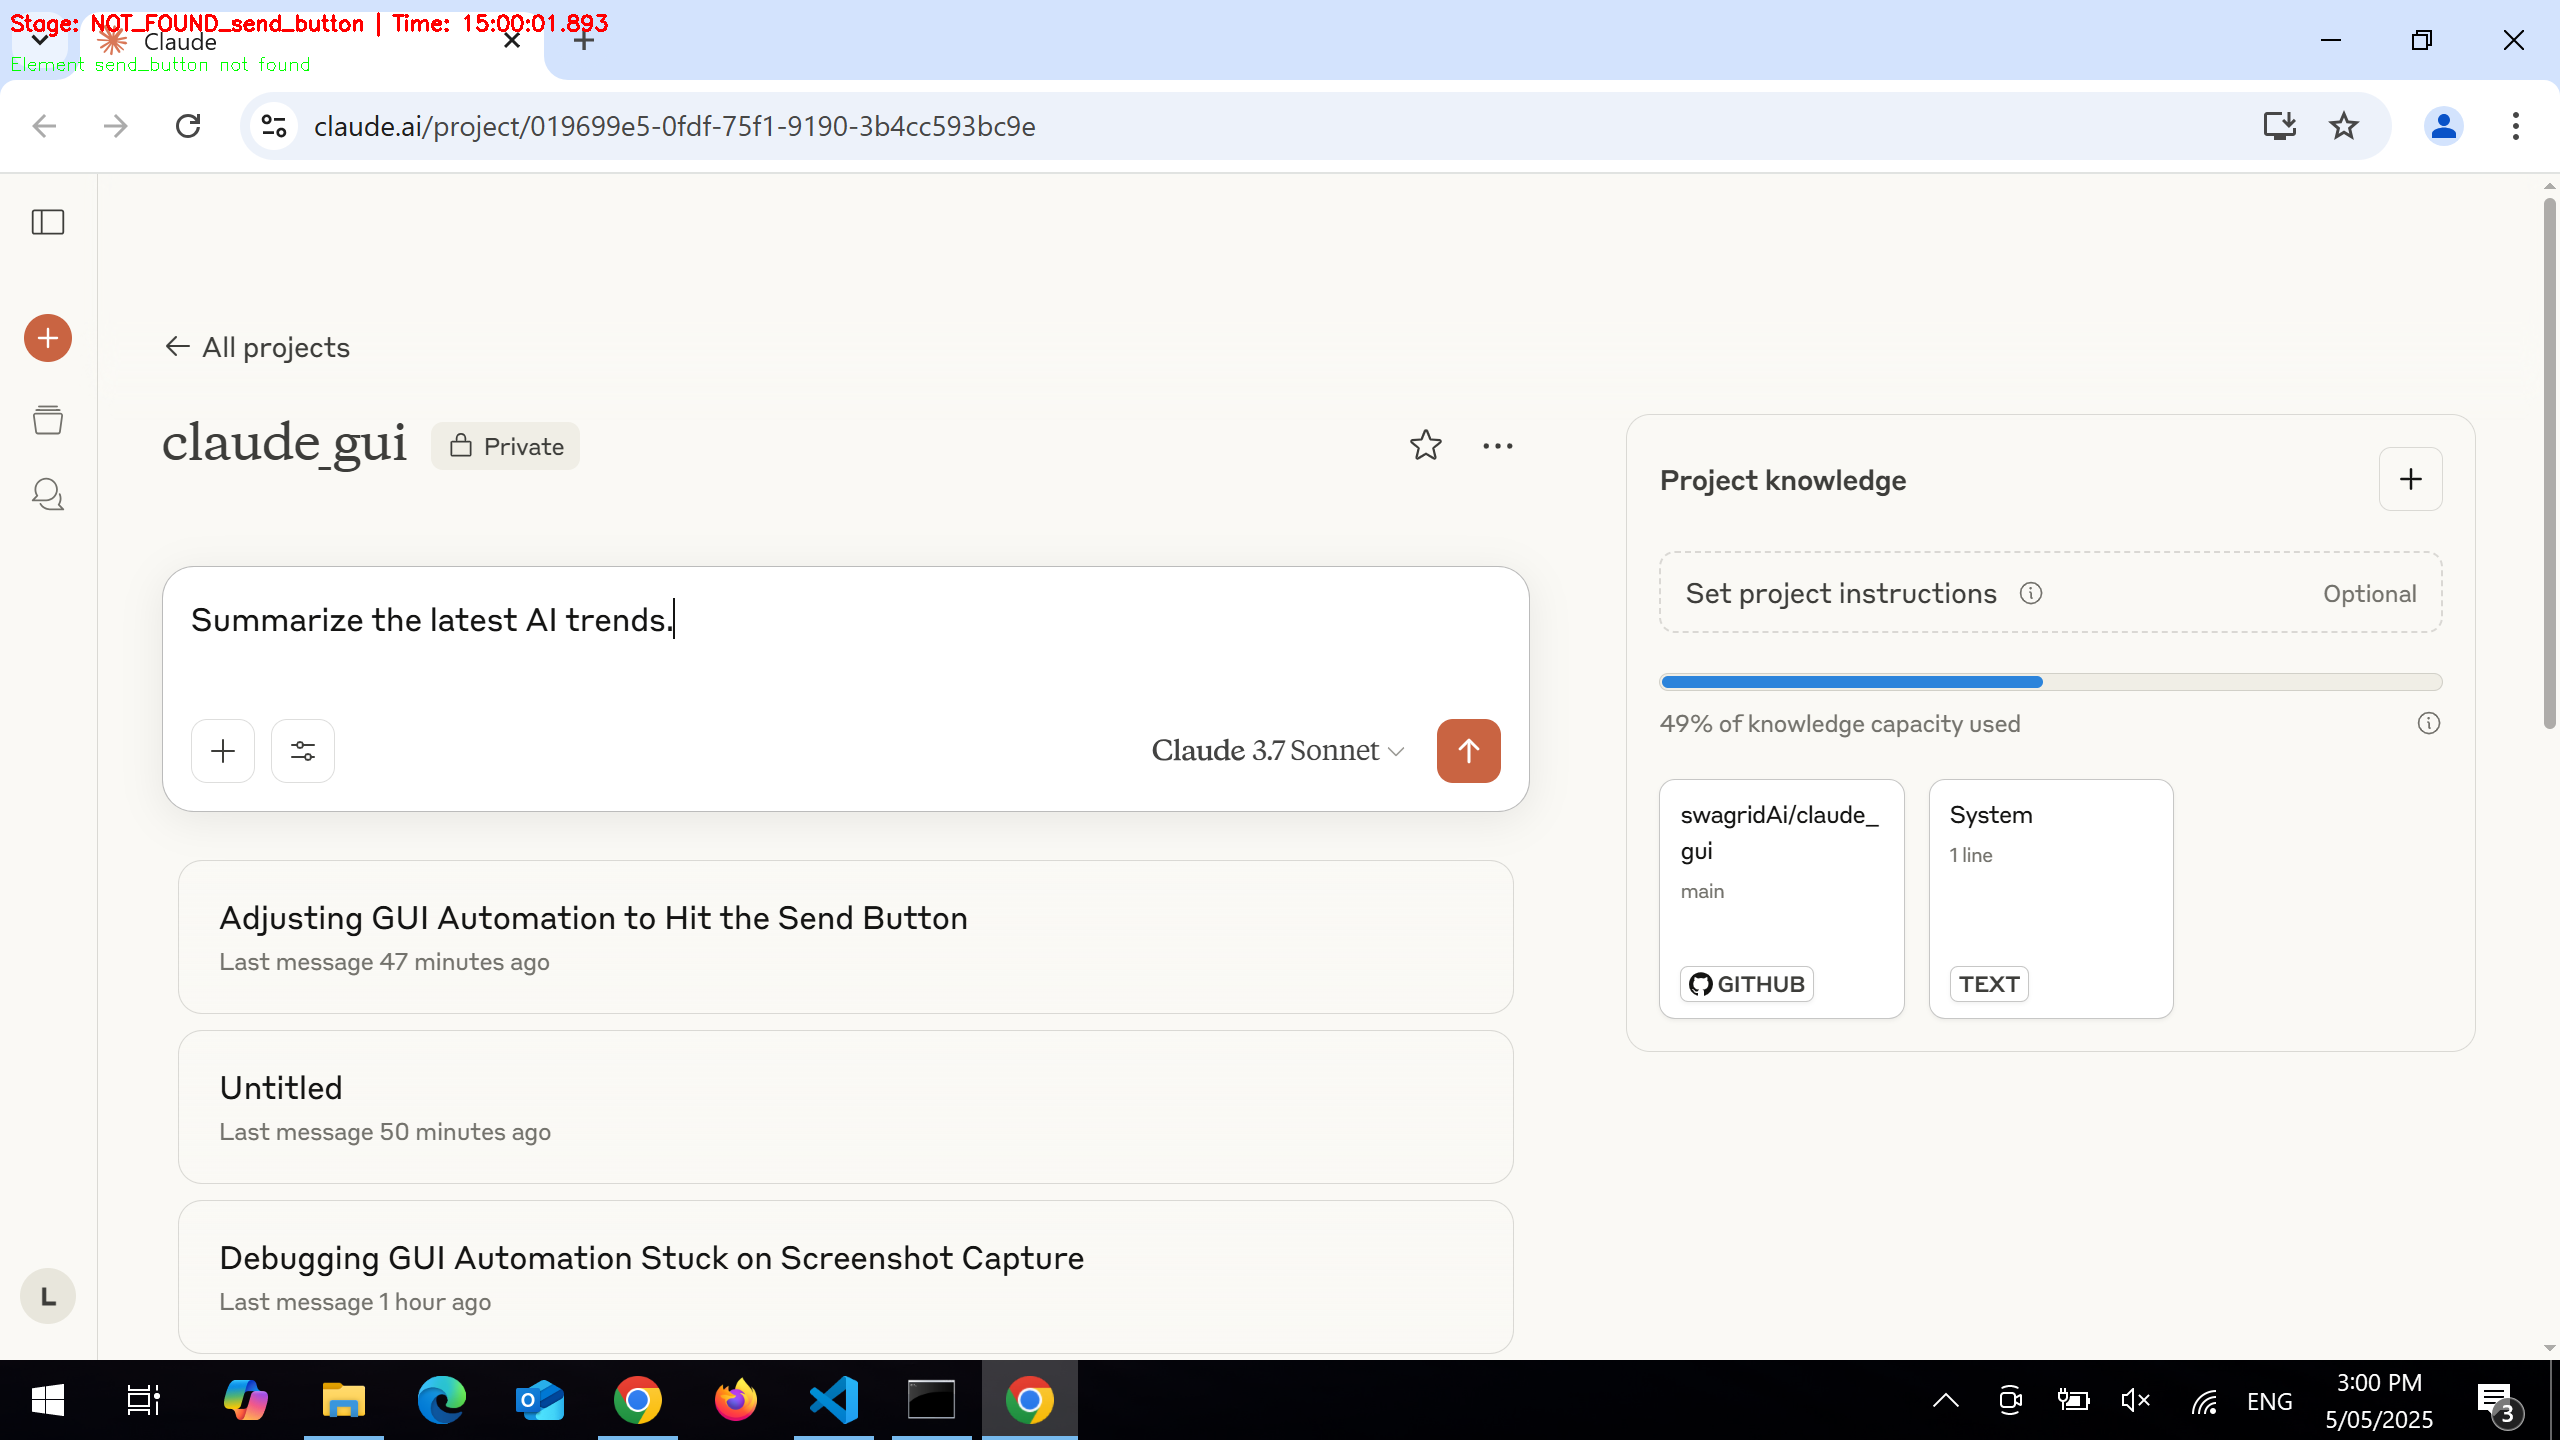 Stage: NOT_FOUND_send_button | Time: 15:00:01.893
Claude
Element send_button not found
claude.ai/project/019699e5-0fdf-75f1-9190-3b4cc593bc9e
All projects
claude_gui
Private
Summarize the latest AI trends.
Claude 3.7 Sonnet
Adjusting GUI Automation to Hit the Send Button
Last message 47 minutes ago
Untitled
Last message 50 minutes ago
Debugging GUI Automation Stuck on Screenshot Capture
Last message 1 hour ago
Project knowledge
Set project instructions
Optional
49% of knowledge capacity used
swagridAi/claude_
gui
main
GITHUB
System
1 line
TEXT
L
ENG
3:00 PM
5/05/2025
3